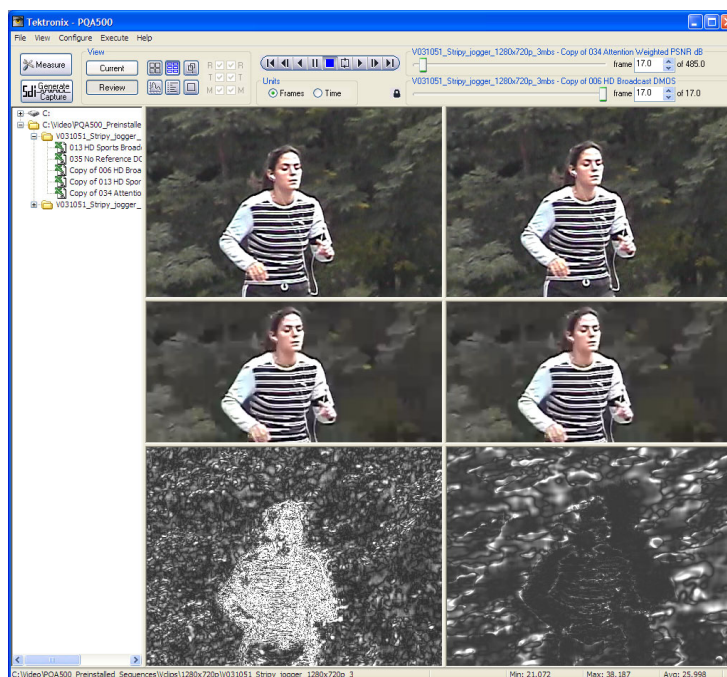 Tektronix - PQA500
File View Configure Execute Help
Measure
Generate
Capture
View
Current
Review
R R
T T
M M
Units
Frames Time
V031051_Stripy_jogger_1280x720p_3mbs - Copy of 034 Attention Weighted PSNR dB
frame 17.0 of 485.0
V031051_Stripy_jogger_1280x720p_3mbs - Copy of 006 HD Broadcast DMOS
frame 17.0 of 17.0
C:
C:\Video\PQA500_Preinstalle
V031051_Stripy_jogger_
013 HD Sports Broad
035 No Reference DC
Copy of 006 HD Broa
Copy of 013 HD Spor
Copy of 034 Attentio
V031051_Stripy_jogger_
C:\Video\PQA500_Preinstalled_Sequences\Vclips\1280x720p\V031051_Stripy_jogger_1280x720p_3
Min: 21.072
Max: 38.187
Avg: 25.998